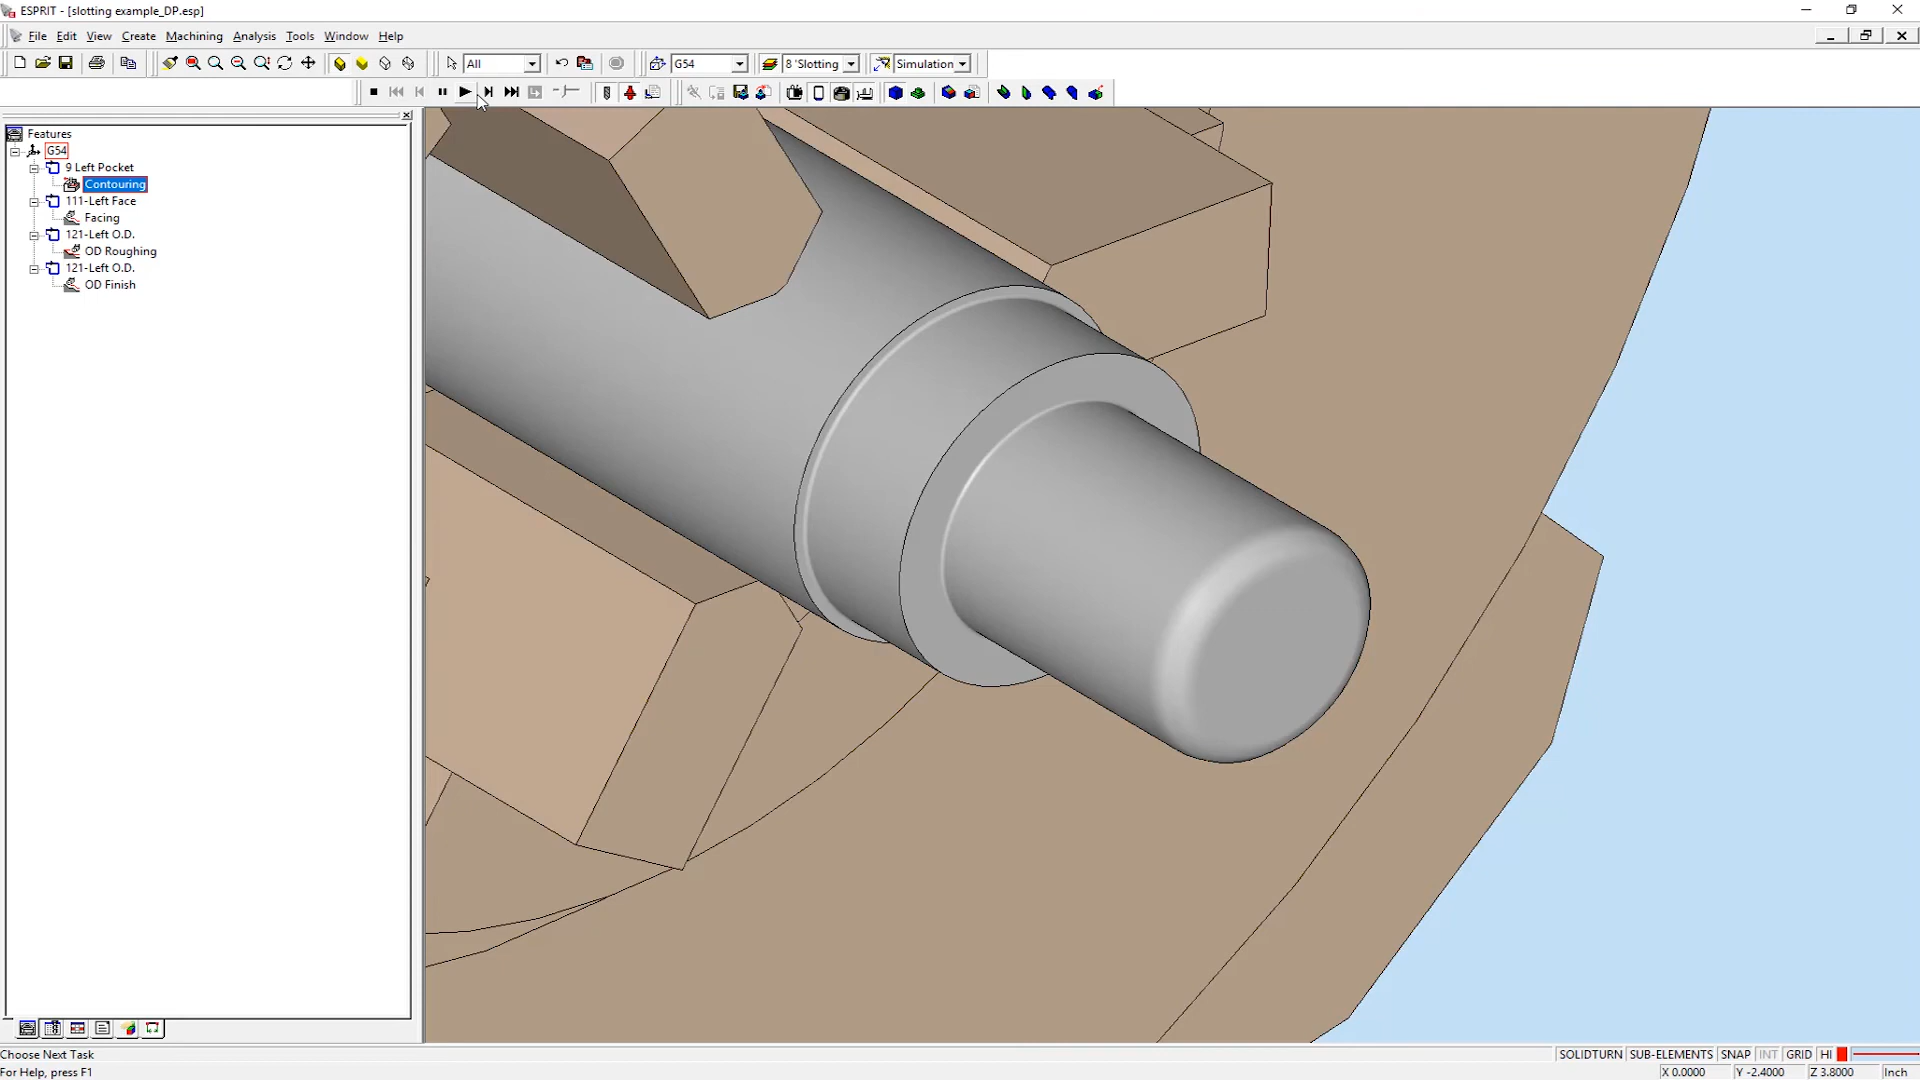 ESPRIT - [slotting example_DP.esp]
File Edit View Create Machining Analysis Tools Window Help
All G54 8 'Slotting Simulation
Features
G54
9 Left Pocket
Contouring
111-Left Face
Facing
121-Left O.D.
OD Roughing
121-Left O.D.
OD Finish
Choose Next Task SOLIDTURN SUB-ELEMENTS SNAP INT GRID HI
For Help, press F1 X 0.0000 Y -2.4000 Z 3.8000 Inch